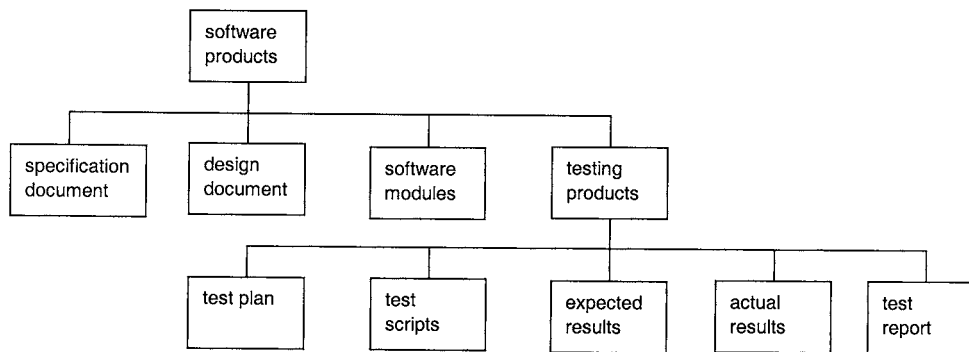 software
products
specification
document
design
document
software
modules
testing
products
test plan
test
scripts
expected
results
actual
results
test
report